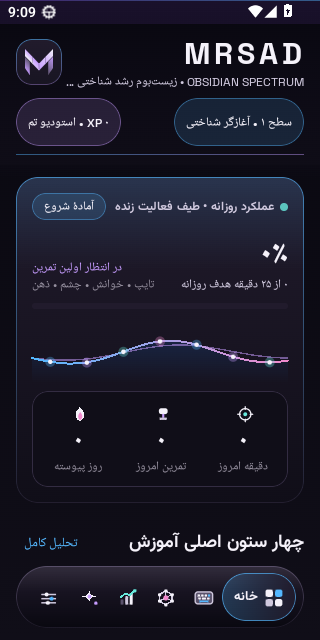 9:09
MRSAD
OBSIDIAN SPECTRUM • زیست‌بوم رشد شناختی ...
سطح ۱ • آغازگر شناختی
۰ XP • استودیو تم
عملکرد روزانه • طیف فعالیت زنده
آمادهٔ شروع
۰٪
در انتظار اولین تمرین
۰ از ۲۵ دقیقه هدف روزانه
تایپ • خوانش • چشم • ذهن
۰
۰
۰
دقیقه امروز
تمرین امروز
روز پیوسته
چهار ستون اصلی آموزش
تحلیل کامل
خانه